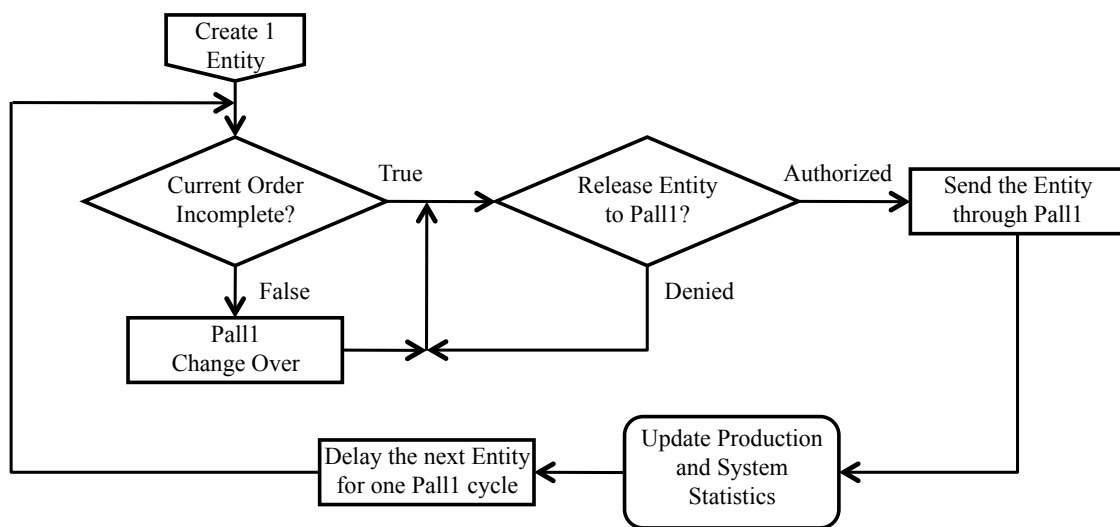 Create 1
Entity
Current Order
Incomplete?
True
Release Entity
to Pall1?
Authorized
Send the Entity
through Pall1
False
Denied
Pall1
Change Over
Delay the next Entity
for one Pall1 cycle
Update Production
and System
Statistics